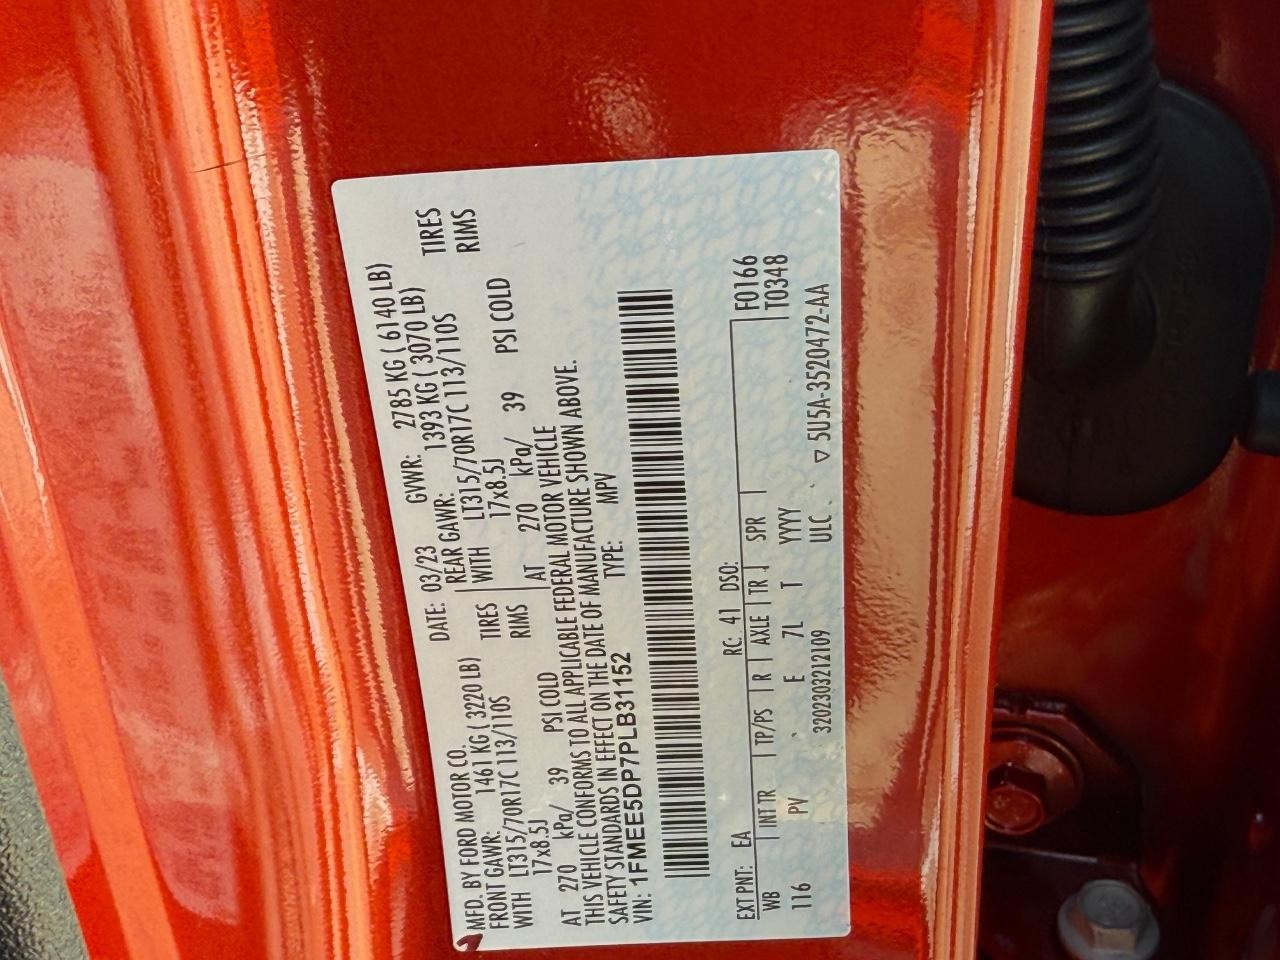 MFD. BY FORD MOTOR CO. DATE: 03/23 GVWR: 2785 KG ( 6140 LB)
FRONT GAWR: 1461 KG ( 3220 LB) REAR GAWR: 1393 KG ( 3070 LB)
WITH LT315/70R17C 113/110S TIRES WITH LT315/70R17C 113/110S TIRES
17x8.5J RIMS 17x8.5J RIMS
AT 270 kPa/ 39 PSI COLD AT 270 kPa/ 39 PSI COLD
THIS VEHICLE CONFORMS TO ALL APPLICABLE FEDERAL MOTOR VEHICLE
SAFETY STANDARDS IN EFFECT ON THE DATE OF MANUFACTURE SHOWN ABOVE.
VIN: 1FMEE5DP7PLB31152 TYPE: MPV
EXT PNT: EA RC: 41 DSO: F0166
WB INT TR TP/PS R AXLE TR SPR T0348
116 PV E 7L T YYY
3202303212109 ULC ▽ 5U5A-3520472-AA